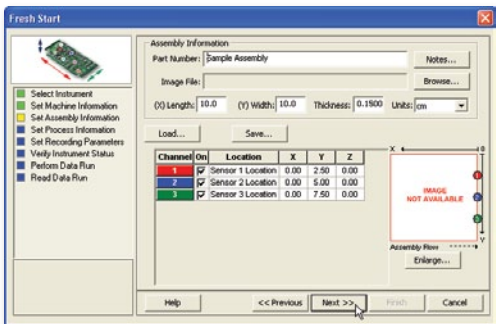 Fresh Start
Assembly Information
Part Number: Sample Assembly
Notes...
Image File:
Browse...
(X) Length: 10.0 (Y) Width: 10.0 Thickness: 0.1500 Units: cm
Select Instrument
Set Machine Information
Set Assembly Information
Set Process Information
Set Recording Parameters
Verify Instrument Status
Perform Data Run
Read Data Run
Load... Save...
Channel On Location X Y Z
1 Sensor 1 Location 0.00 2.50 0.00
2 Sensor 2 Location 0.00 5.00 0.00
3 Sensor 3 Location 0.00 7.50 0.00
X 0
IMAGE
NOT AVAILABLE
1
2
3
Y
Assembly Flow
Enlarge...
Help << Previous Next >> Finish Cancel